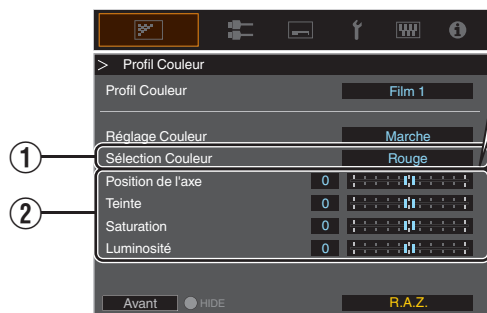 > Profil Couleur
Profil Couleur Film 1
Réglage Couleur Marche
① Sélection Couleur Rouge
② Position de l'axe 0
Teinte 0
Saturation 0
Luminosité 0
Avant HIDE R.A.Z.